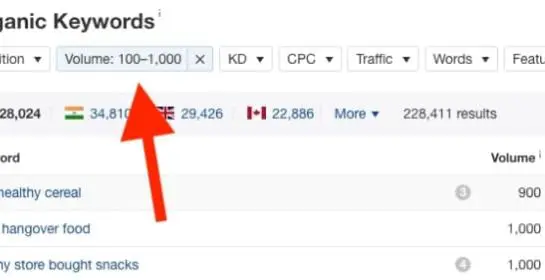 ganic Keywords i
ition Volume: 100–1,000 × KD CPC Traffic Words Featu
28,024 34,810 29,426 22,886 More 228,411 results
ord Volume i
healthy cereal 3 900
hangover food 1,000
ny store bought snacks 4 1,000